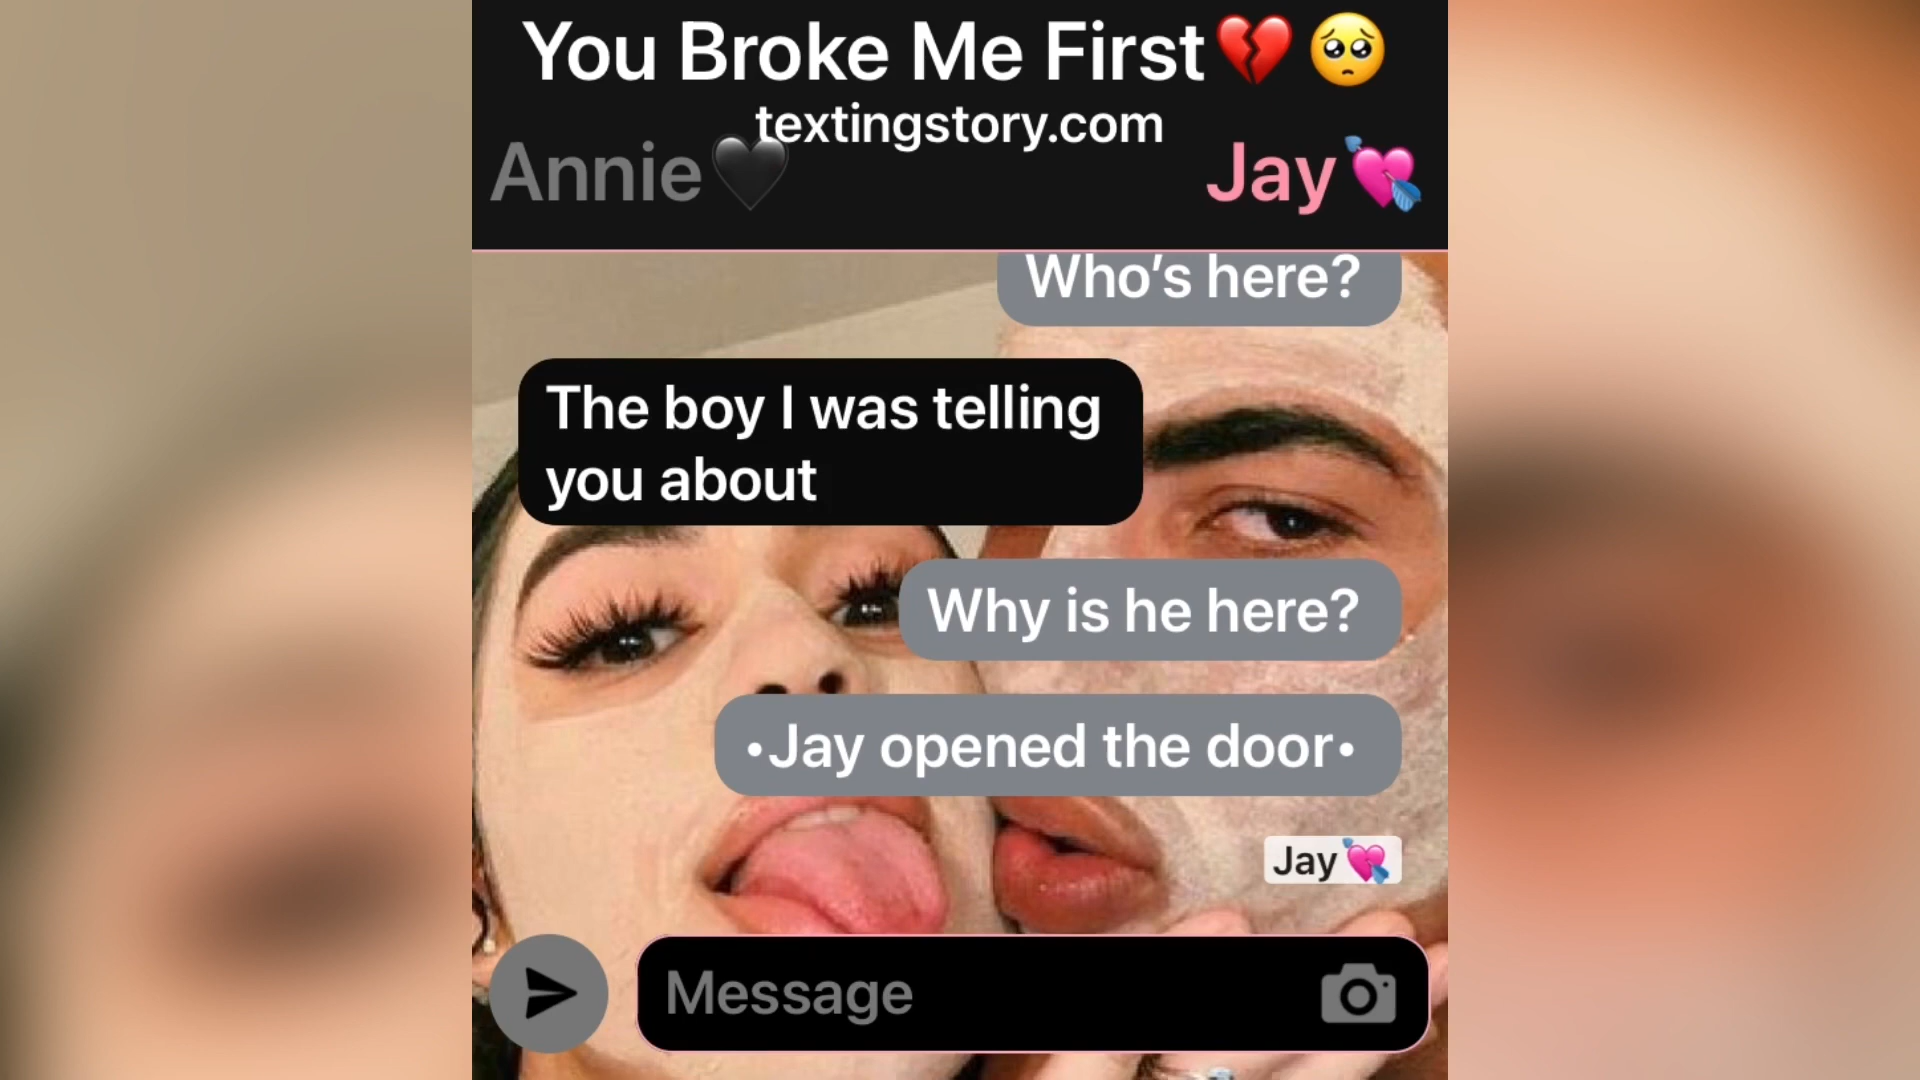 You Broke Me First💔🥺
textingstory.com
Annie🖤
Jay💘
Who’s here?
The boy I was telling
you about
Why is he here?
•Jay opened the door•
Jay💘
Message